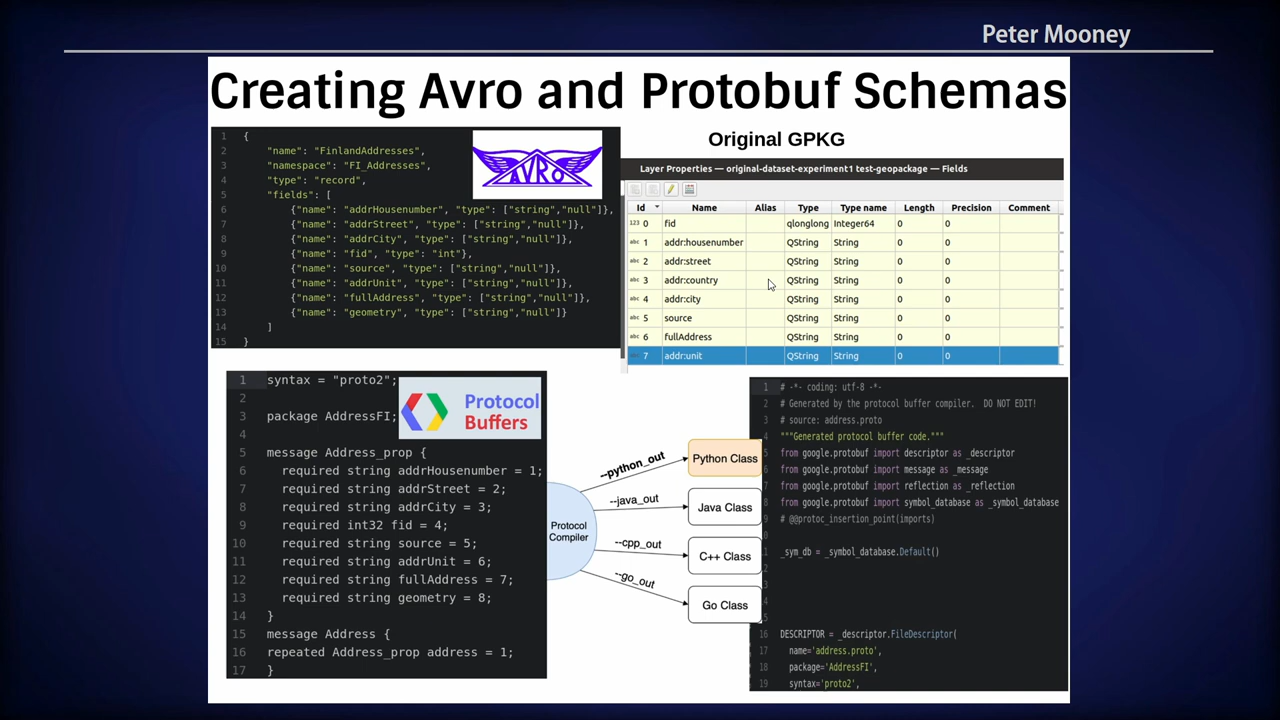 Peter Mooney
Creating Avro and Protobuf Schemas
1 {
2 "name": "FinlandAddresses",
3 "namespace": "FI_Addresses",
4 "type": "record",
5 "fields": [
6 {"name": "addrHousenumber", "type": ["string","null"]},
7 {"name": "addrStreet", "type": ["string","null"]},
8 {"name": "addrCity", "type": ["string","null"]},
9 {"name": "fid", "type": "int"},
10 {"name": "source", "type": ["string","null"]},
11 {"name": "addrUnit", "type": ["string","null"]},
12 {"name": "fullAddress", "type": ["string","null"]},
13 {"name": "geometry", "type": ["string","null"]}
14 ]
15 }
AVRO
Original GPKG
Layer Properties — original-dataset-experiment1 test-geopackage — Fields
Id Name Alias Type Type name Length Precision Comment
123 0 fid qlonglong Integer64 0 0
abc 1 addr:housenumber QString String 0 0
abc 2 addr:street QString String 0 0
abc 3 addr:country QString String 0 0
abc 4 addr:city QString String 0 0
abc 5 source QString String 0 0
abc 6 fullAddress QString String 0 0
abc 7 addr:unit QString String 0 0
1 syntax = "proto2";
2
3 package AddressFI;
4
5 message Address_prop {
6 required string addrHousenumber = 1;
7 required string addrStreet = 2;
8 required string addrCity = 3;
9 required int32 fid = 4;
10 required string source = 5;
11 required string addrUnit = 6;
12 required string fullAddress = 7;
13 required string geometry = 8;
14 }
15 message Address {
16 repeated Address_prop address = 1;
17 }
Protocol
Buffers
Protocol
Compiler
--python_out
Python Class
--java_out
Java Class
--cpp_out
C++ Class
--go_out
Go Class
1 # -*- coding: utf-8 -*-
2 # Generated by the protocol buffer compiler. DO NOT EDIT!
3 # source: address.proto
4 """Generated protocol buffer code."""
from google.protobuf import descriptor as _descriptor
from google.protobuf import message as _message
from google.protobuf import reflection as _reflection
from google.protobuf import symbol_database as _symbol_database
# @@protoc_insertion_point(imports)
_sym_db = _symbol_database.Default()
16 DESCRIPTOR = _descriptor.FileDescriptor(
17 name='address.proto',
18 package='AddressFI',
19 syntax='proto2',